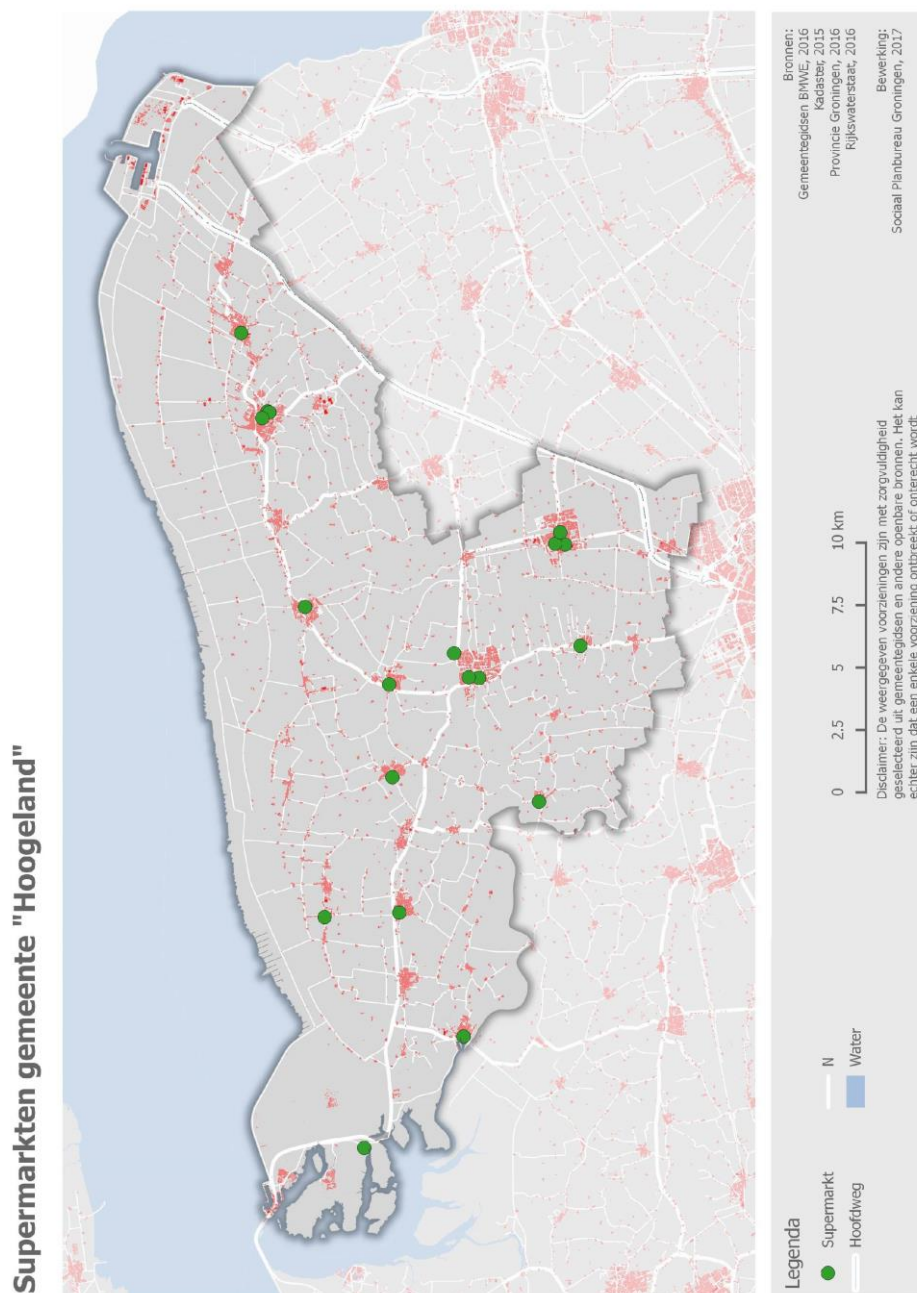 Supermarkten gemeente "Hoogeland"
Legenda
Supermarkt
Hoofdweg
N
Water
0 2.5 5 7.5 10 km
Disclaimer: De weergegeven voorzieningen zijn met zorgvuldigheid
geselecteerd uit gemeentegidsen en andere openbare bronnen. Het kan
echter zijn dat een enkele voorziening ontbreekt of onterecht wordt
Bronnen:
Gemeentegidsen BMWE, 2016
Kadaster, 2015
Provincie Groningen, 2016
Rijkswaterstaat, 2016
Bewerking:
Sociaal Planbureau Groningen, 2017